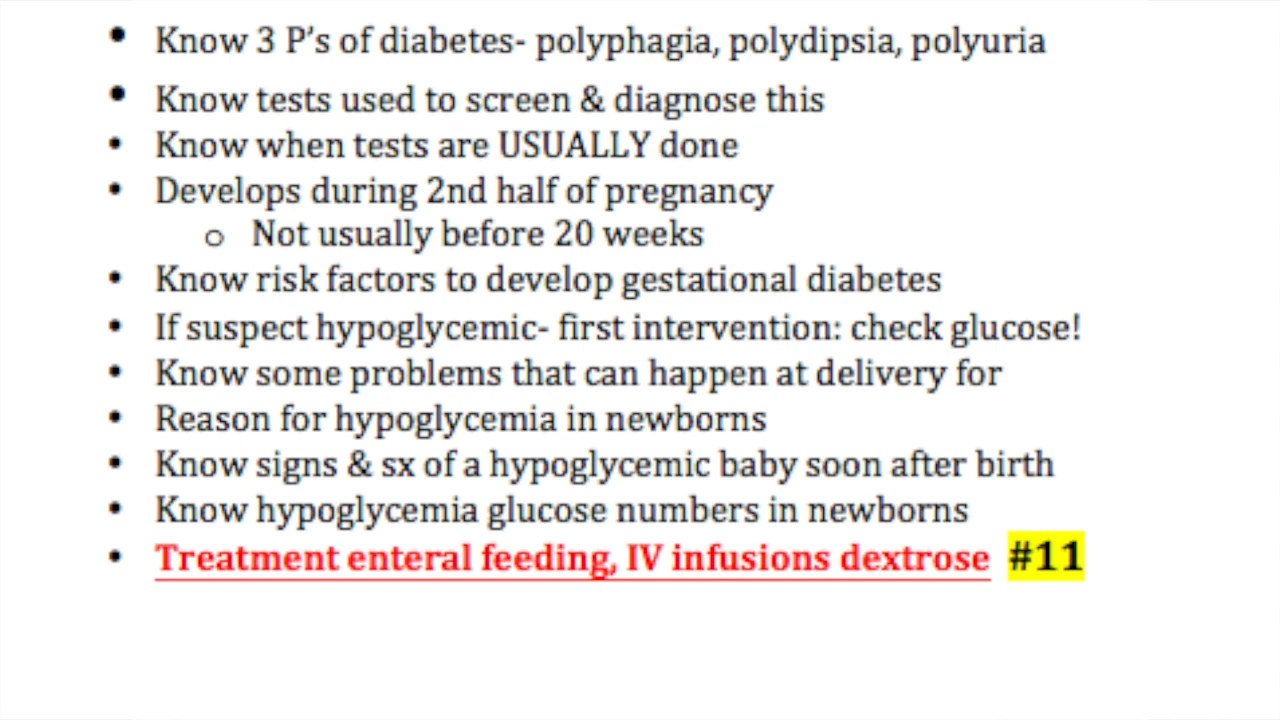 • Know 3 P’s of diabetes- polyphagia, polydipsia, polyuria
• Know tests used to screen & diagnose this
• Know when tests are USUALLY done
• Develops during 2nd half of pregnancy
o Not usually before 20 weeks
• Know risk factors to develop gestational diabetes
• If suspect hypoglycemic- first intervention: check glucose!
• Know some problems that can happen at delivery for
• Reason for hypoglycemia in newborns
• Know signs & sx of a hypoglycemic baby soon after birth
• Know hypoglycemia glucose numbers in newborns
• Treatment enteral feeding, IV infusions dextrose #11